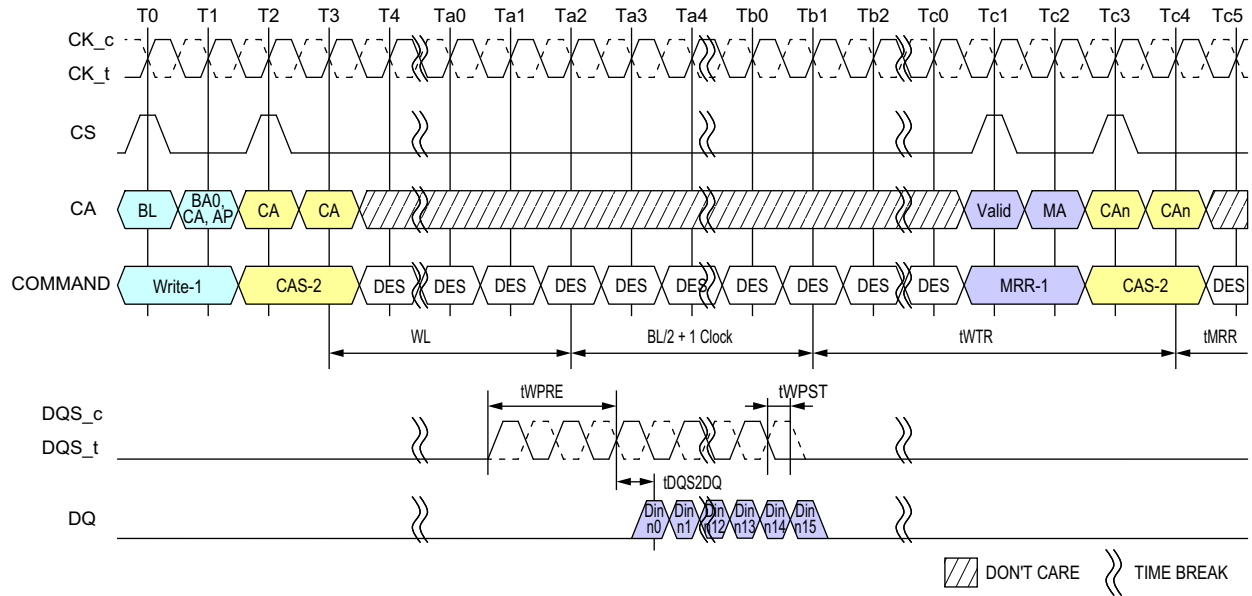 T0 T1 T2 T3 T4 Ta0 Ta1 Ta2 Ta3 Ta4 Tb0 Tb1 Tb2 Tc0 Tc1 Tc2 Tc3 Tc4 Tc5
CK_c
CK_t
CS
CA BL BA0, CA, AP CA CA Valid MA CAn CAn
COMMAND Write-1 CAS-2 DES DES DES DES DES DES DES DES DES DES MRR-1 CAS-2 DES
WL BL/2 + 1 Clock tWTR tMRR
tWPRE tWPST
DQS_c
DQS_t
tDQS2DQ
DQ Din n0 Din n1 Din n12 Din n13 Din n14 Din n15
DON'T CARE TIME BREAK